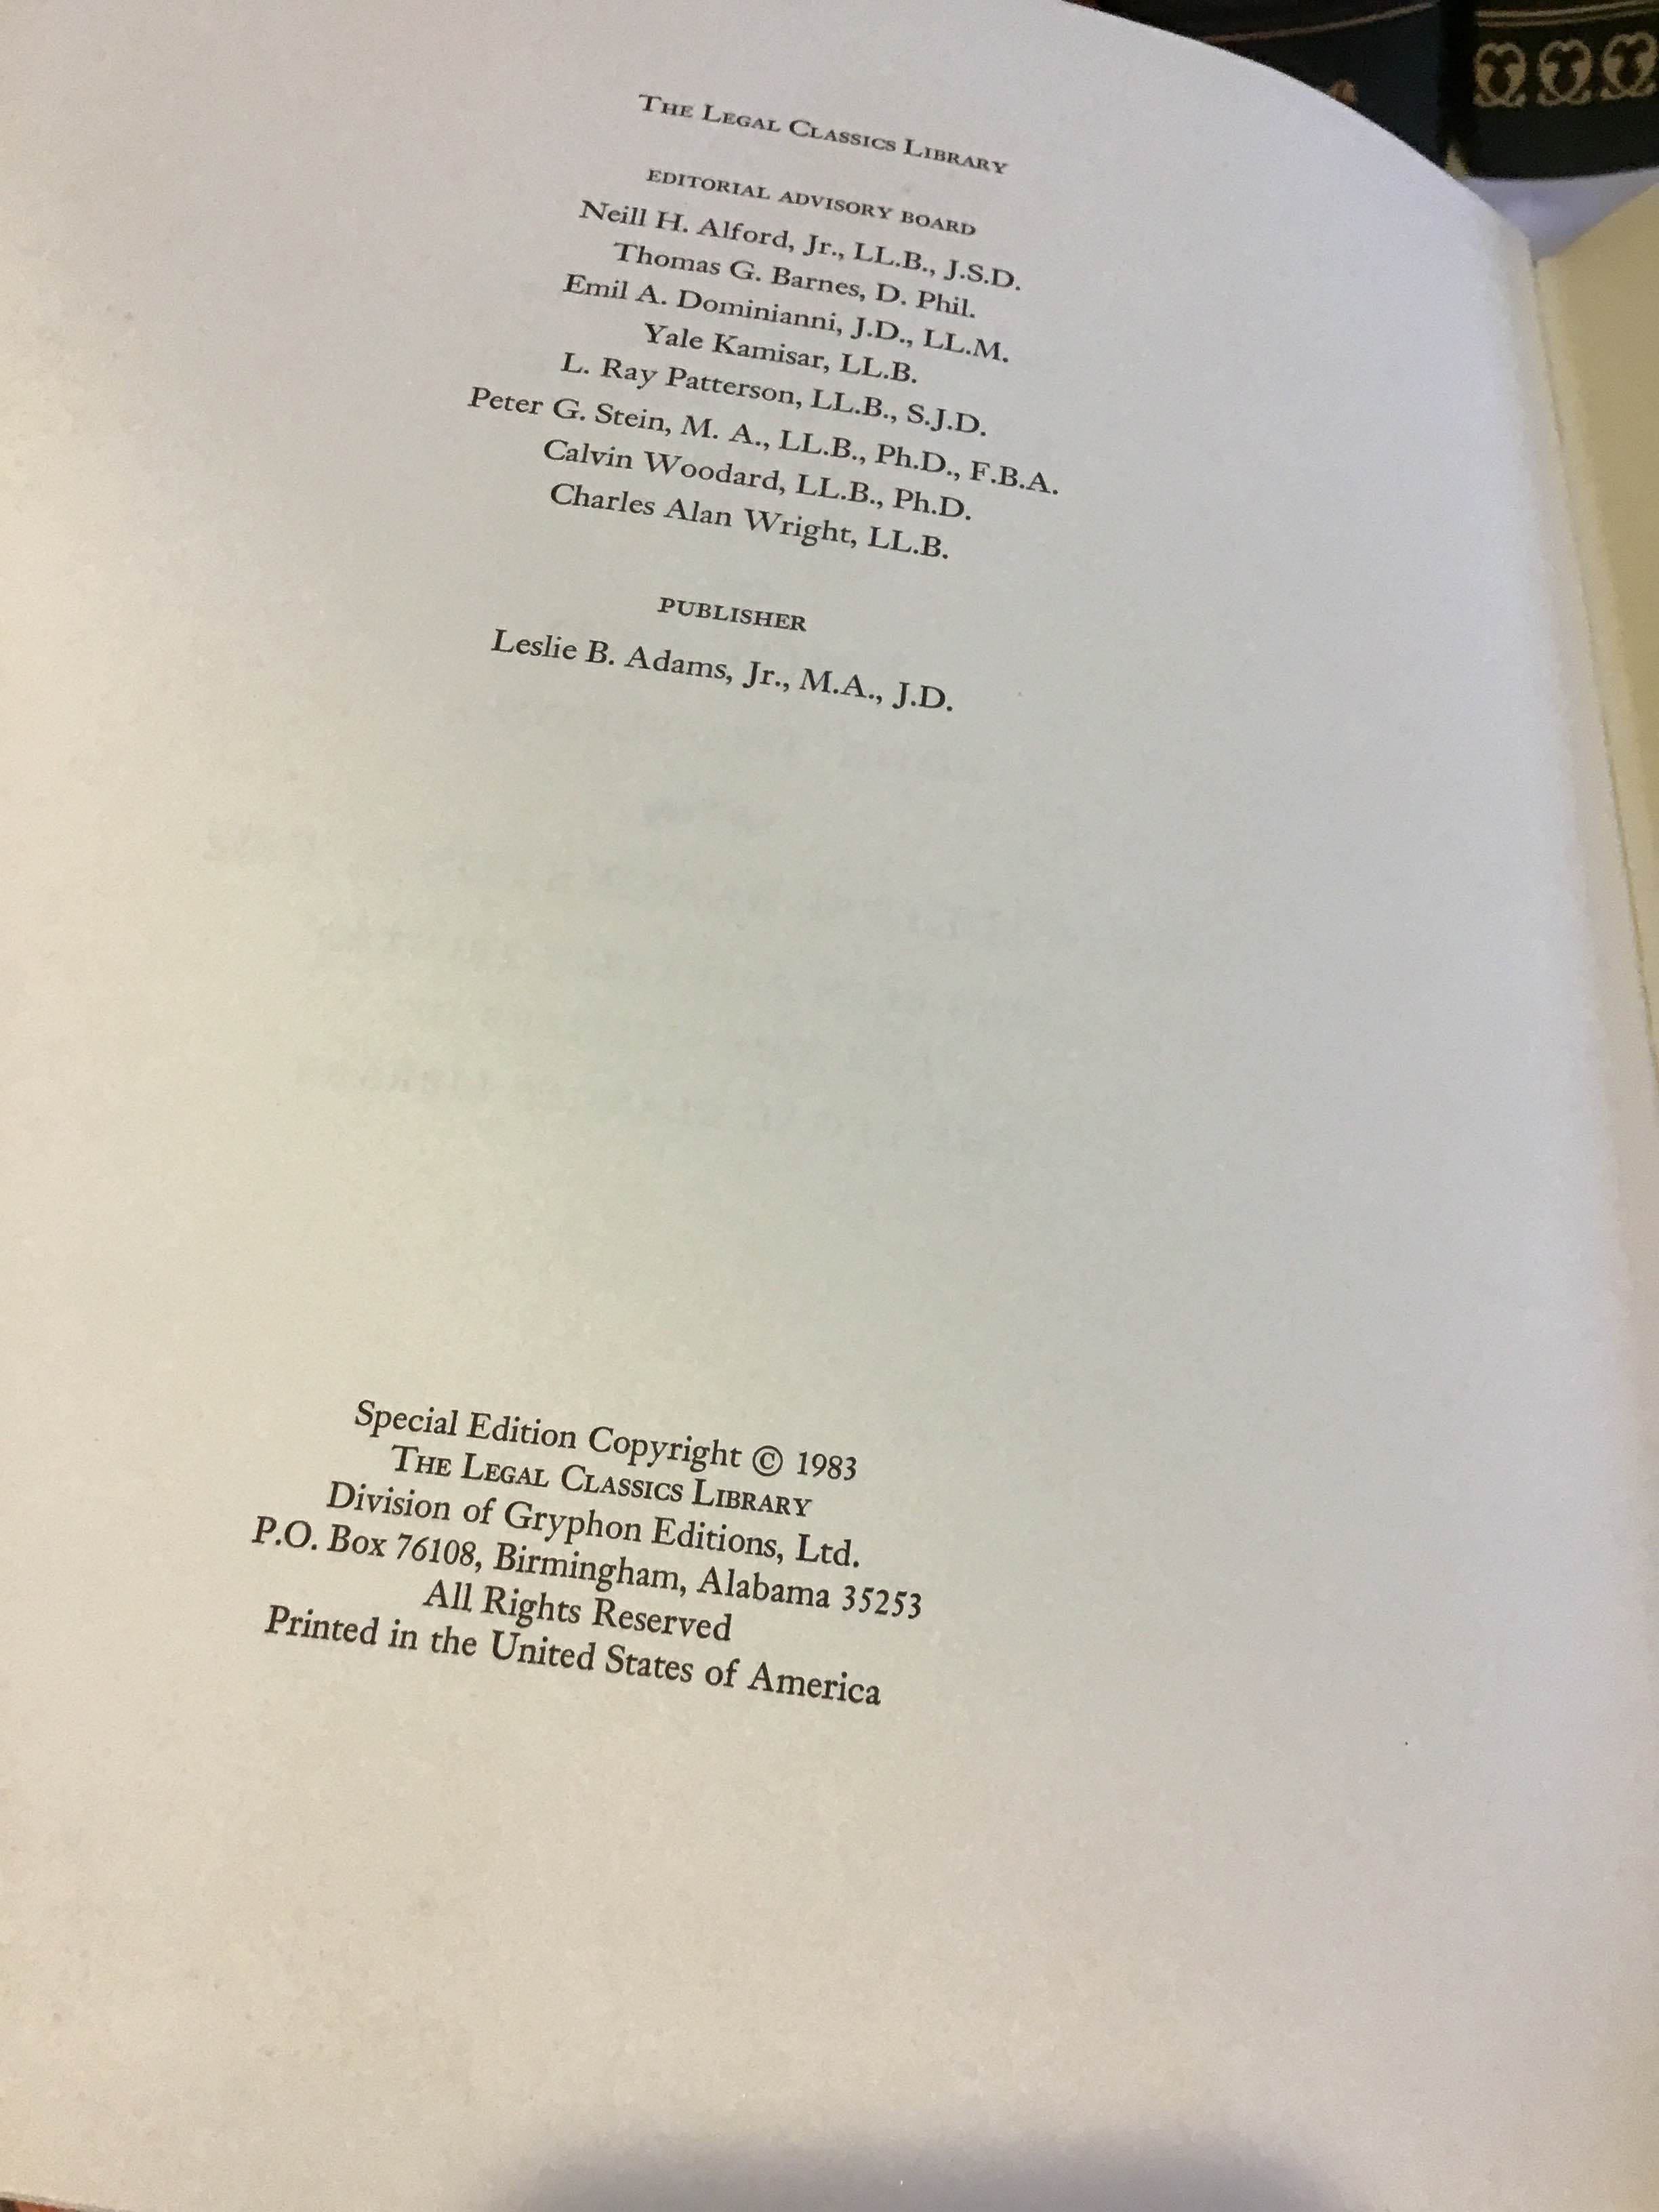 THE LEGAL CLASSICS LIBRARY
EDITORIAL ADVISORY BOARD
Neill H. Alford, Jr., LL.B., J.S.D.
Thomas G. Barnes, D. Phil.
Emil A. Dominianni, J.D., LL.M.
Yale Kamisar, LL.B.
L. Ray Patterson, LL.B., S.J.D.
Peter G. Stein, M. A., LL.B., Ph.D., F.B.A.
Calvin Woodard, LL.B., Ph.D.
Charles Alan Wright, LL.B.
PUBLISHER
Leslie B. Adams, Jr., M.A., J.D.
Special Edition Copyright © 1983
THE LEGAL CLASSICS LIBRARY
Division of Gryphon Editions, Ltd.
P.O. Box 76108, Birmingham, Alabama 35253
All Rights Reserved
Printed in the United States of America